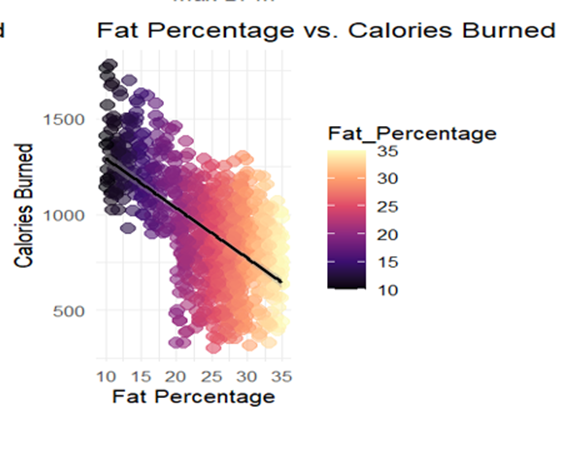 Fat Percentage vs. Calories Burned
Calories Burned
1500
1000
500
10 15 20 25 30 35
Fat Percentage
Fat_Percentage
35
30
25
20
15
10